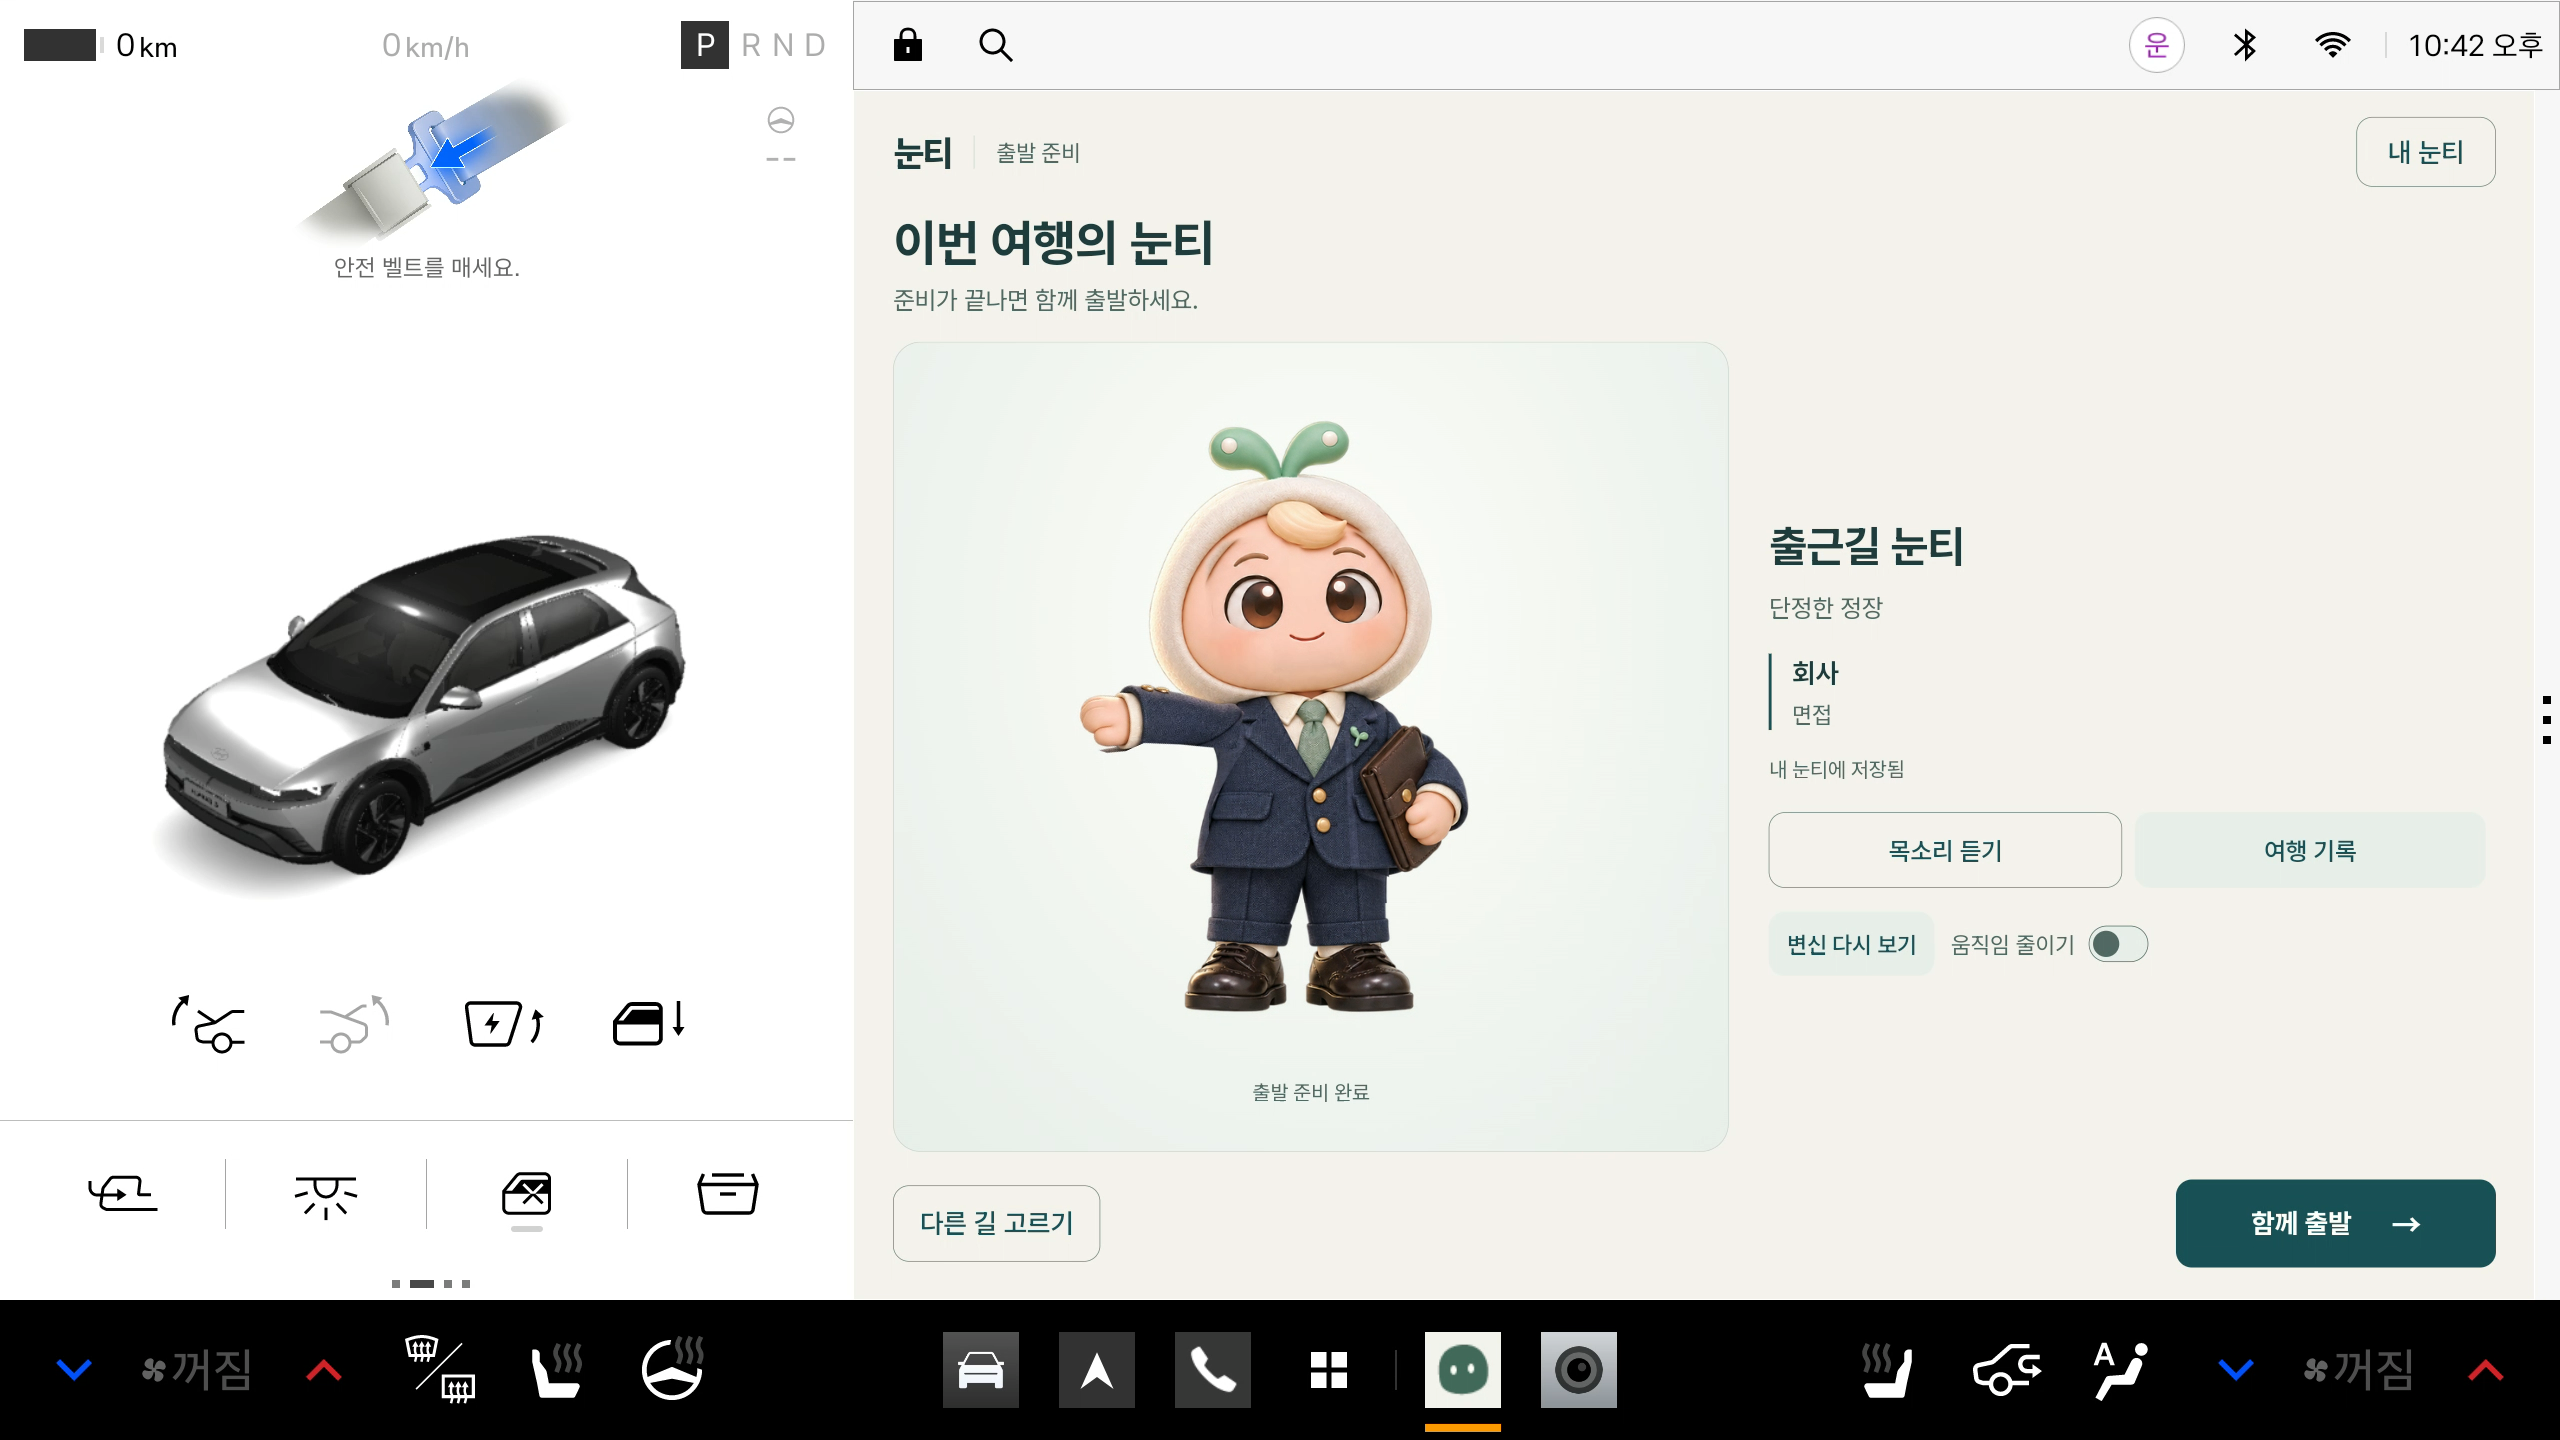 0 km
0 km/h
P R N D
안전 벨트를 매세요.
운
10:42 오후
눈티
출발 준비
내 눈티
이번 여행의 눈티
준비가 끝나면 함께 출발하세요.
출발 준비 완료
출근길 눈티
단정한 정장
회사
면접
내 눈티에 저장됨
목소리 듣기
여행 기록
변신 다시 보기
움직임 줄이기
다른 길 고르기
함께 출발 →
꺼짐
A
꺼짐